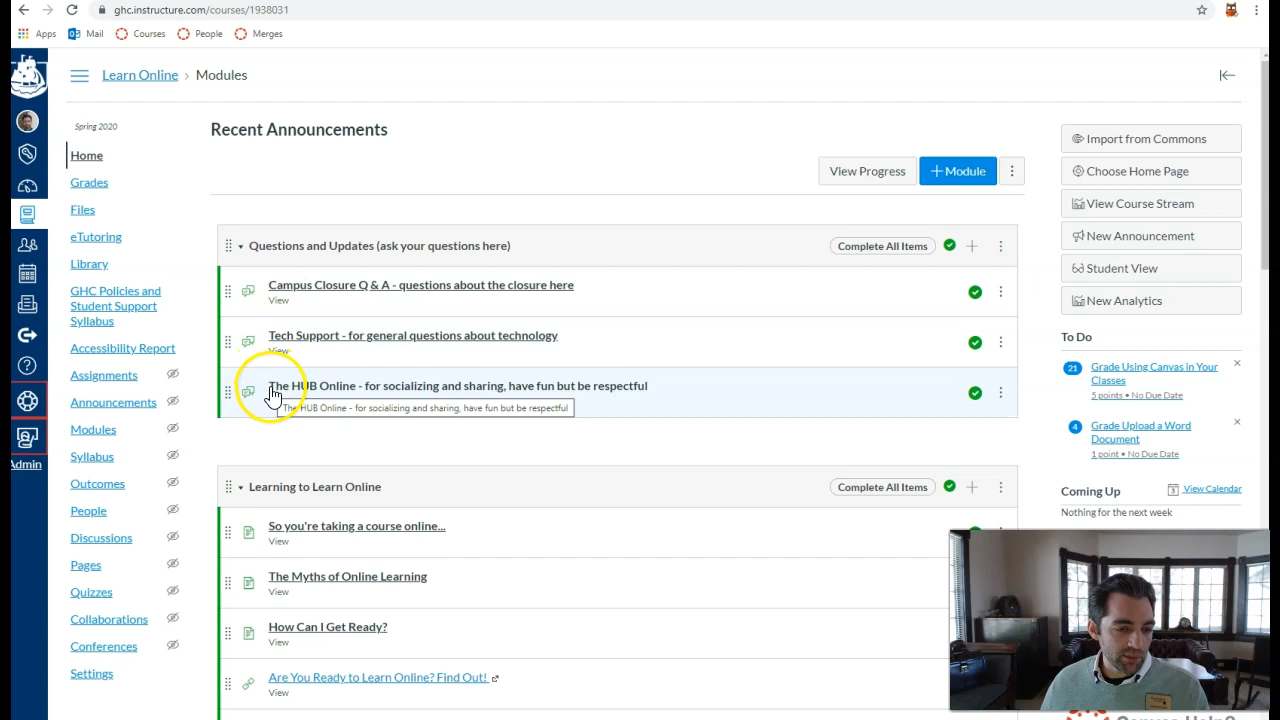 ghc.instructure.com/courses/1938031
Apps Mail Courses People Merges
Learn Online › Modules
Spring 2020
Home
Grades
Files
eTutoring
Library
GHC Policies and
Student Support
Syllabus
Accessibility Report
Assignments
Announcements
Modules
Syllabus
Outcomes
People
Discussions
Pages
Quizzes
Collaborations
Conferences
Settings
Admin
Recent Announcements
View Progress
+ Module
Questions and Updates (ask your questions here)
Complete All Items
Campus Closure Q & A - questions about the closure here
View
Tech Support - for general questions about technology
View
The HUB Online - for socializing and sharing, have fun but be respectful
The HUB Online - for socializing and sharing, have fun but be respectful
Learning to Learn Online
Complete All Items
So you're taking a course online...
View
The Myths of Online Learning
View
How Can I Get Ready?
View
Are You Ready to Learn Online? Find Out!
View
Import from Commons
Choose Home Page
View Course Stream
New Announcement
Student View
New Analytics
To Do
21
Grade Using Canvas in Your
Classes
5 points • No Due Date
4
Grade Upload a Word
Document
1 point • No Due Date
Coming Up
View Calendar
Nothing for the next week